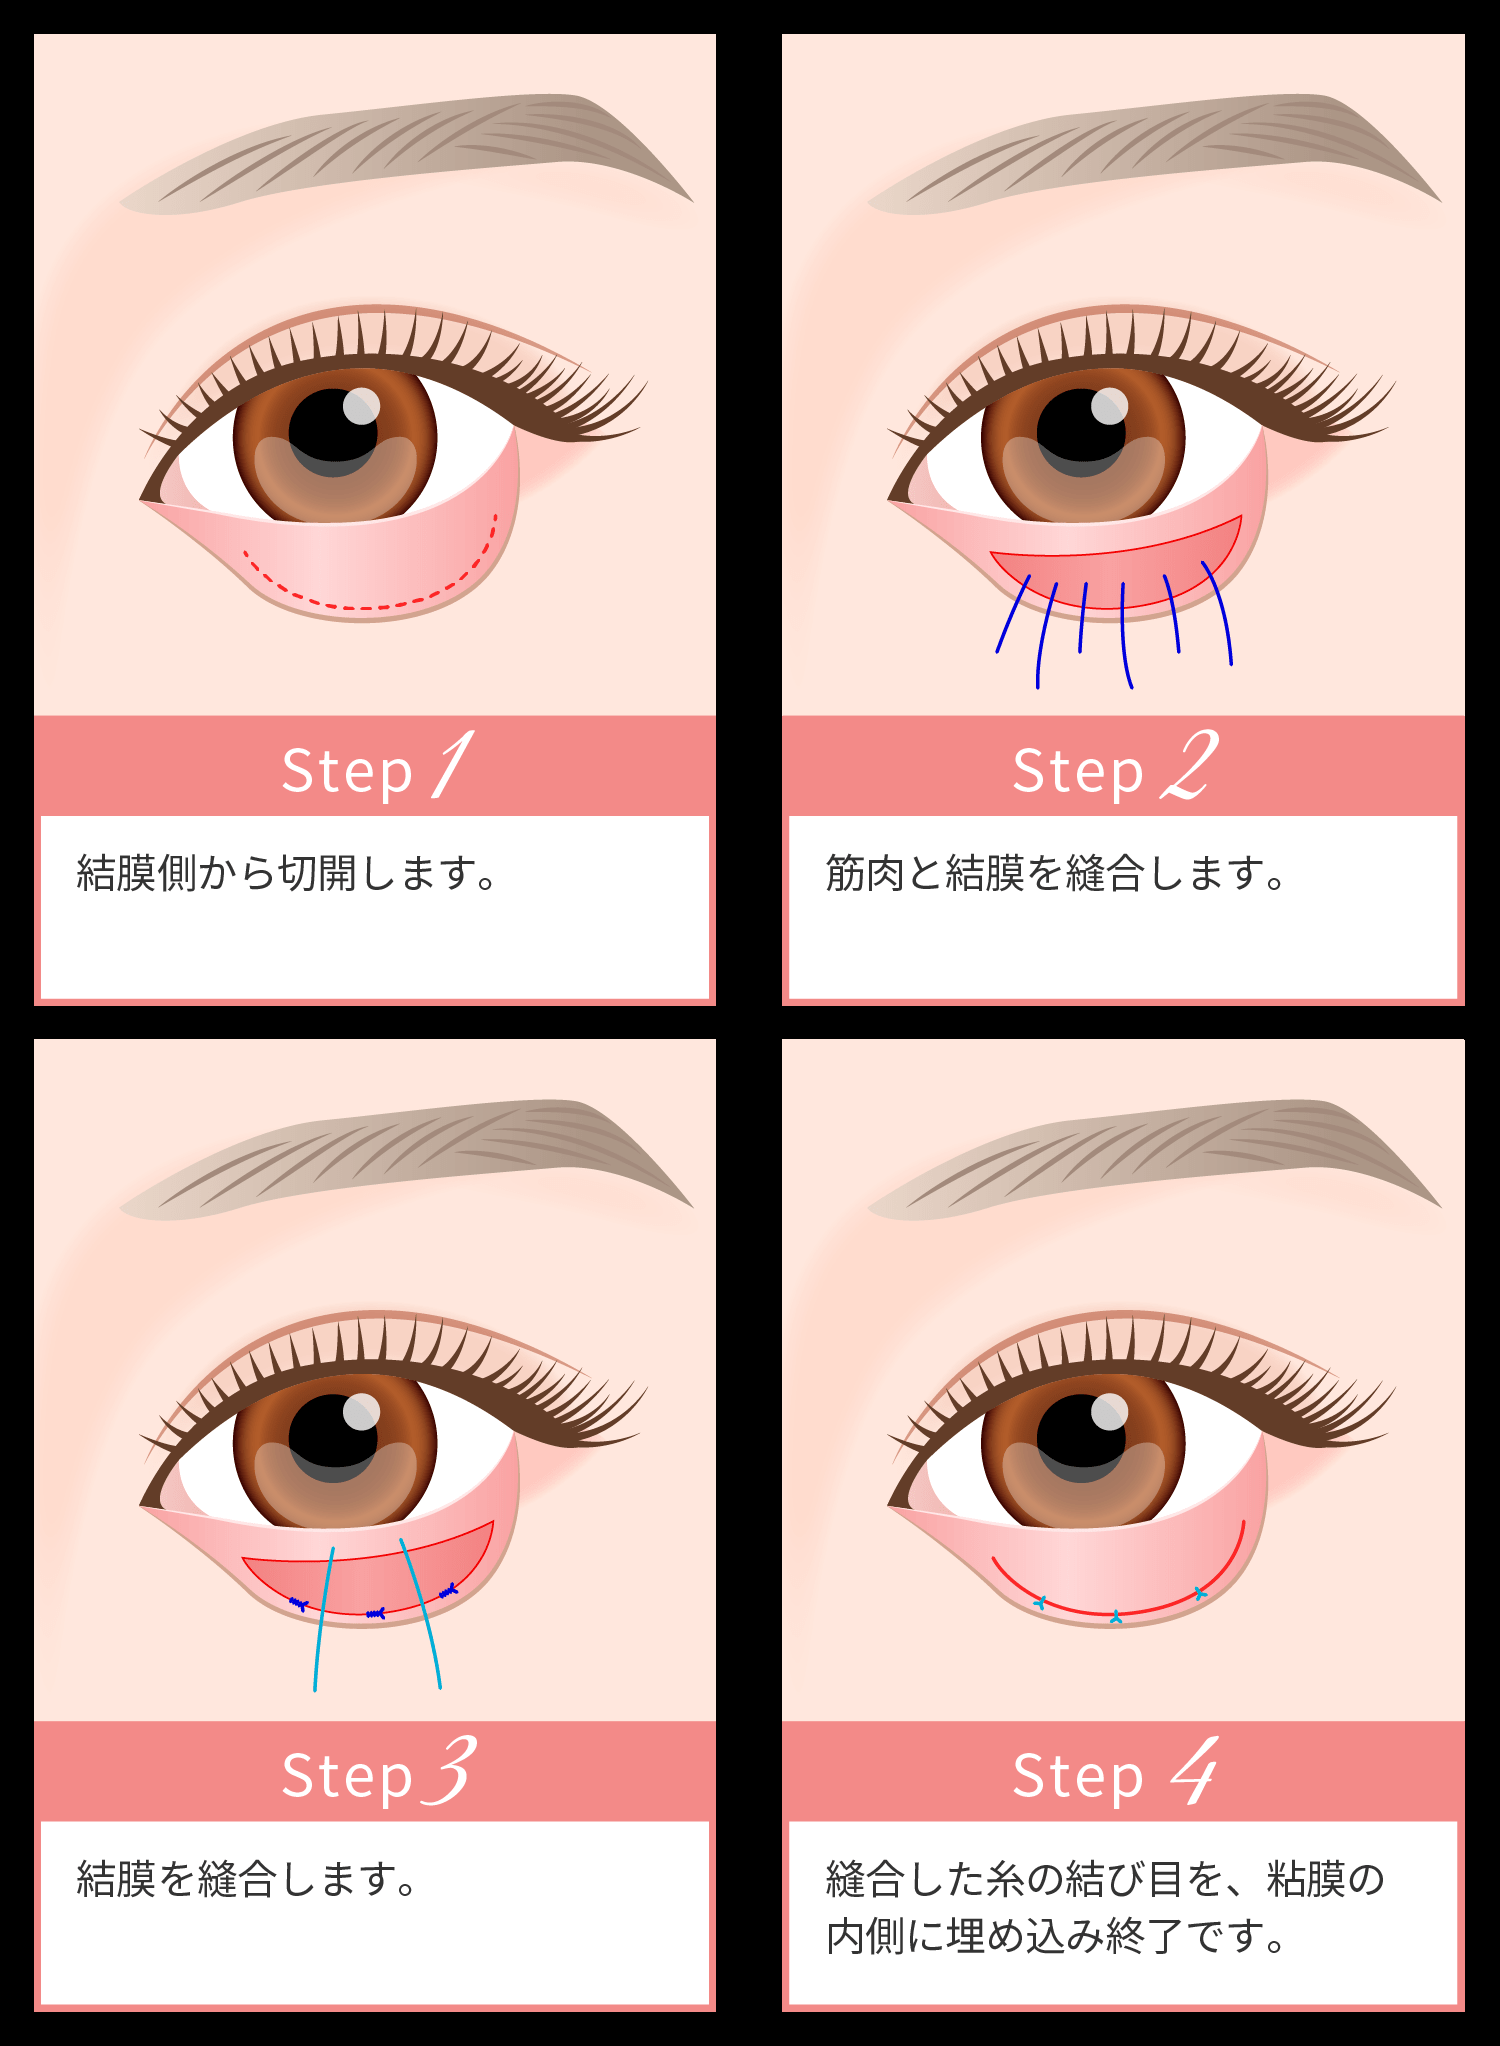 Step 1
結膜側から切開します。
Step 2
筋肉と結膜を縫合します。
Step 3
結膜を縫合します。
Step 4
縫合した糸の結び目を、粘膜の
内側に埋め込み終了です。